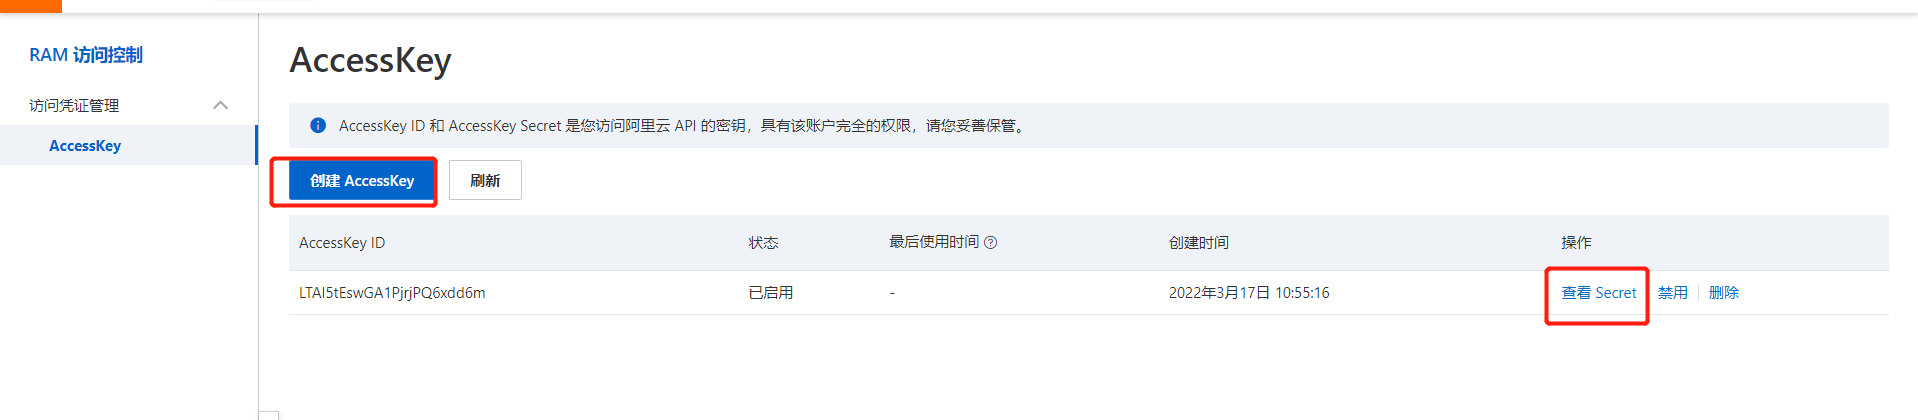 RAM 访问控制
访问凭证管理
AccessKey
AccessKey
AccessKey ID 和 AccessKey Secret 是您访问阿里云 API 的密钥，具有该账户完全的权限，请您妥善保管。
创建 AccessKey 刷新
AccessKey ID 状态 最后使用时间 创建时间 操作
LTAI5tEswGA1PjrjPQ6xdd6m 已启用 - 2022年3月17日 10:55:16 查看 Secret 禁用 删除